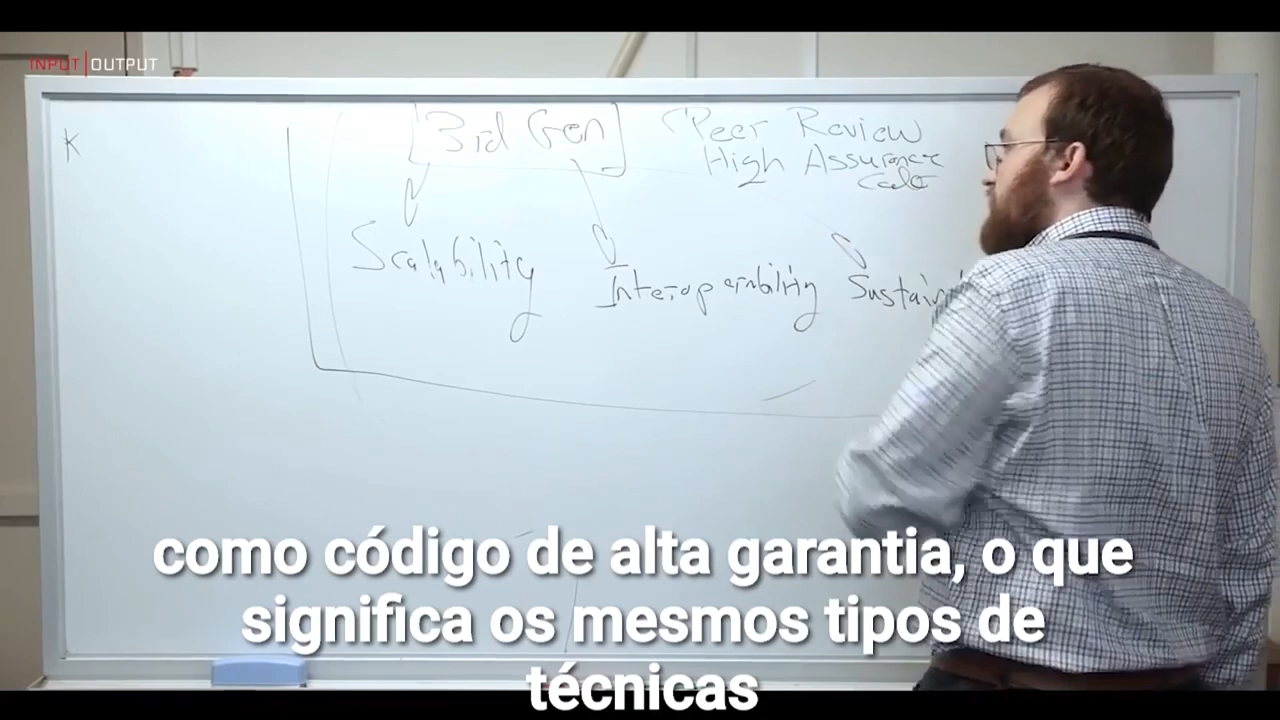 INPUT|OUTPUT
K
3rd Gen
Peer Review
High Assurance
Code
Scalability
Interoperability
Sustain
como código de alta garantia, o que
significa os mesmos tipos de
técnicas